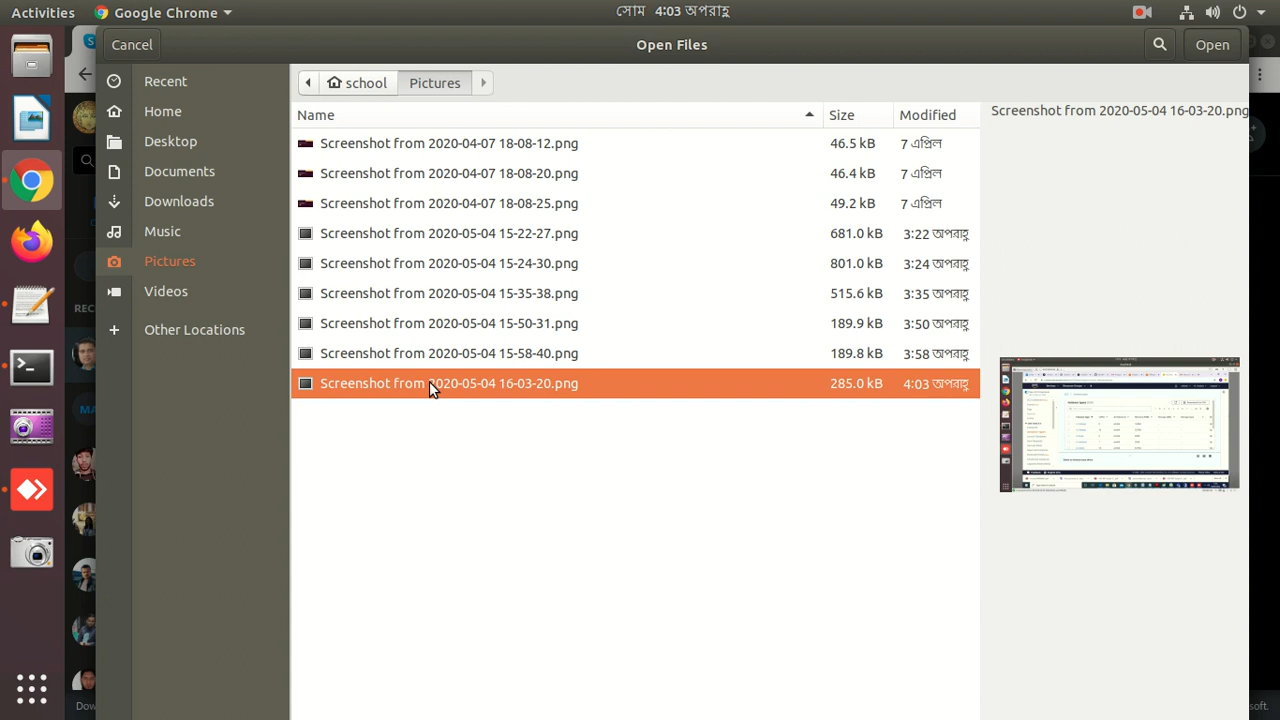 Activities Google Chrome সোম 4:03 অপরাহ্ণ
Cancel Open Files Open
Recent
Home
Desktop
Documents
Downloads
Music
Pictures
Videos
Other Locations
school Pictures
Name Size Modified
Screenshot from 2020-04-07 18-08-12.png 46.5 kB 7 এপ্রিল
Screenshot from 2020-04-07 18-08-20.png 46.4 kB 7 এপ্রিল
Screenshot from 2020-04-07 18-08-25.png 49.2 kB 7 এপ্রিল
Screenshot from 2020-05-04 15-22-27.png 681.0 kB 3:22 অপরাহ্ণ
Screenshot from 2020-05-04 15-24-30.png 801.0 kB 3:24 অপরাহ্ণ
Screenshot from 2020-05-04 15-35-38.png 515.6 kB 3:35 অপরাহ্ণ
Screenshot from 2020-05-04 15-50-31.png 189.9 kB 3:50 অপরাহ্ণ
Screenshot from 2020-05-04 15-58-40.png 189.8 kB 3:58 অপরাহ্ণ
Screenshot from 2020-05-04 16-03-20.png 285.0 kB 4:03 অপরাহ্ণ
Screenshot from 2020-05-04 16-03-20.png
REC
MA
Dow
soft.